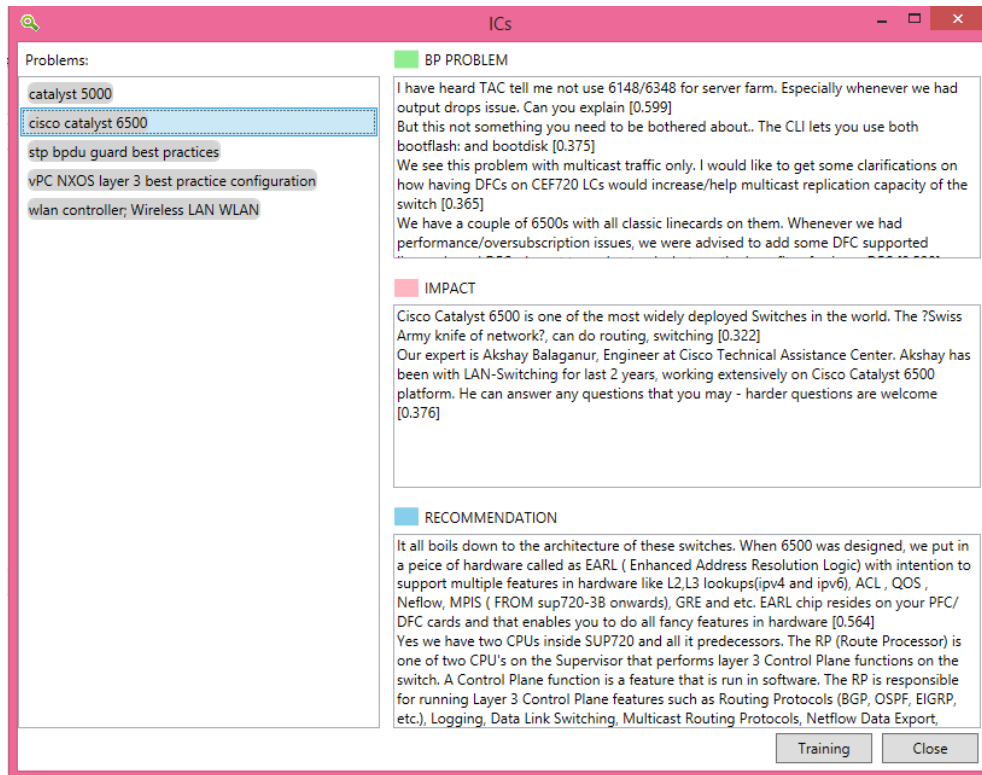 ICs
Problems:
catalyst 5000
cisco catalyst 6500
stp bpdu guard best practices
vPC NXOS layer 3 best practice configuration
wlan controller; Wireless LAN WLAN
BP PROBLEM
I have heard TAC tell me not use 6148/6348 for server farm. Especially whenever we had
output drops issue. Can you explain [0.599]
But this not something you need to be bothered about.. The CLI lets you use both
bootflash: and bootdisk [0.375]
We see this problem with multicast traffic only. I would like to get some clarifications on
how having DFCs on CEF720 LCs would increase/help multicast replication capacity of the
switch [0.365]
We have a couple of 6500s with all classic linecards on them. Whenever we had
performance/oversubscription issues, we were advised to add some DFC supported
IMPACT
Cisco Catalyst 6500 is one of the most widely deployed Switches in the world. The ?Swiss
Army knife of network?, can do routing, switching [0.322]
Our expert is Akshay Balaganur, Engineer at Cisco Technical Assistance Center. Akshay has
been with LAN-Switching for last 2 years, working extensively on Cisco Catalyst 6500
platform. He can answer any questions that you may - harder questions are welcome
[0.376]
RECOMMENDATION
It all boils down to the architecture of these switches. When 6500 was designed, we put in
a peice of hardware called as EARL ( Enhanced Address Resolution Logic) with intention to
support multiple features in hardware like L2,L3 lookups(ipv4 and ipv6), ACL , QOS ,
Neflow, MPIS ( FROM sup720-3B onwards), GRE and etc. EARL chip resides on your PFC/
DFC cards and that enables you to do all fancy features in hardware [0.564]
Yes we have two CPUs inside SUP720 and all it predecessors. The RP (Route Processor) is
one of two CPU's on the Supervisor that performs layer 3 Control Plane functions on the
switch. A Control Plane function is a feature that is run in software. The RP is responsible
for running Layer 3 Control Plane features such as Routing Protocols (BGP, OSPF, EIGRP,
etc.), Logging, Data Link Switching, Multicast Routing Protocols, Netflow Data Export,
Training
Close